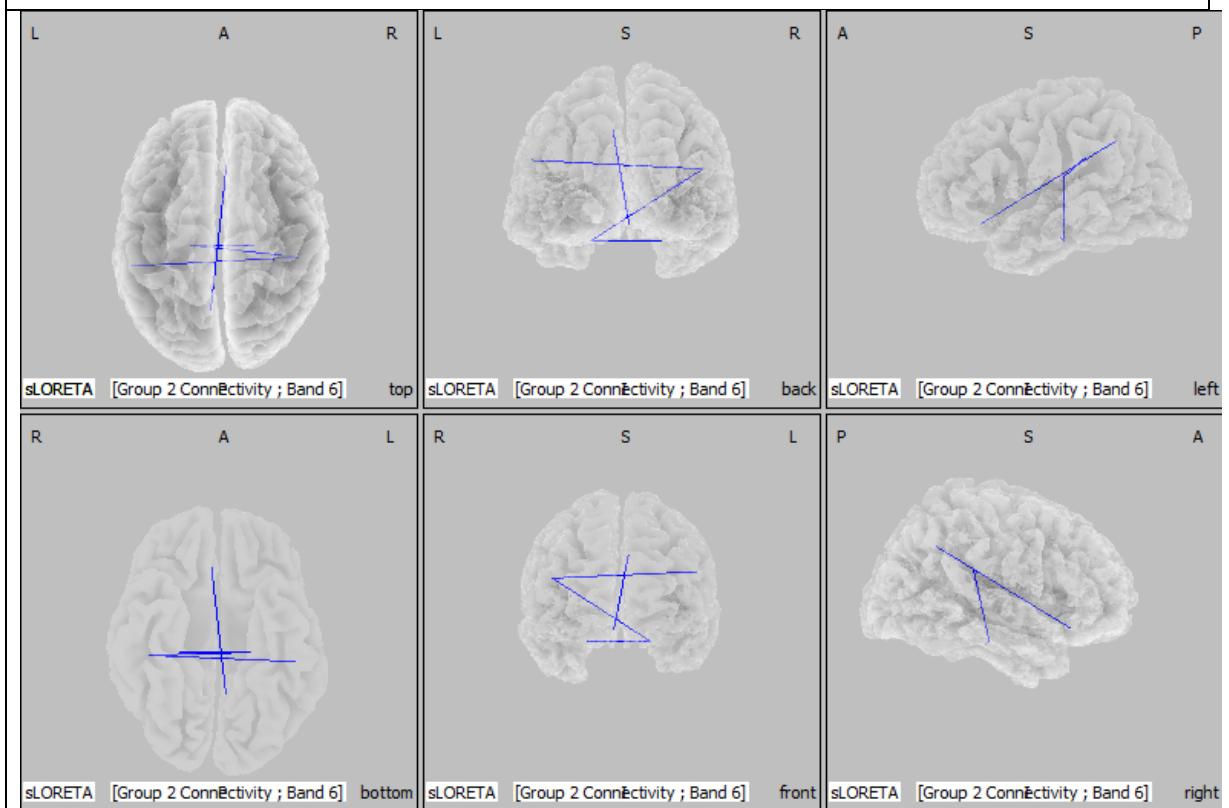 L A R
L S R
A S P
sLORETA [Group 2 Connectivity ; Band 6] top
sLORETA [Group 2 Connectivity ; Band 6] back
sLORETA [Group 2 Connectivity ; Band 6] left
R A L
R S L
P S A
sLORETA [Group 2 Connectivity ; Band 6] bottom
sLORETA [Group 2 Connectivity ; Band 6] front
sLORETA [Group 2 Connectivity ; Band 6] right